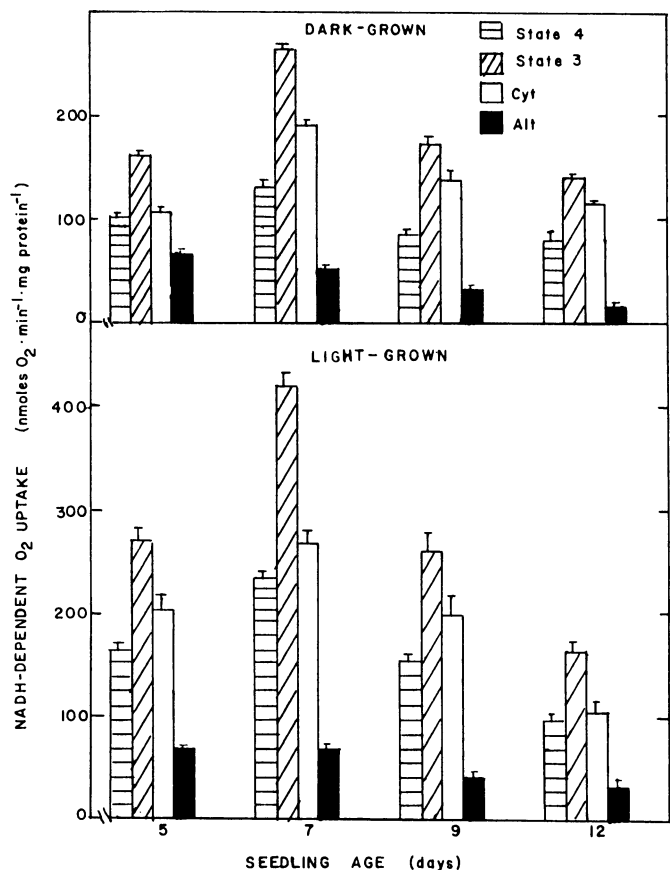 DARK-GROWN
State 4
State 3
Cyt
Alt
200
100
0
LIGHT-GROWN
400
300
200
100
0
5 7 9 12
SEEDLING AGE (days)
NADH-DEPENDENT O₂ UPTAKE (nmoles O₂ · min⁻¹ · mg protein⁻¹)